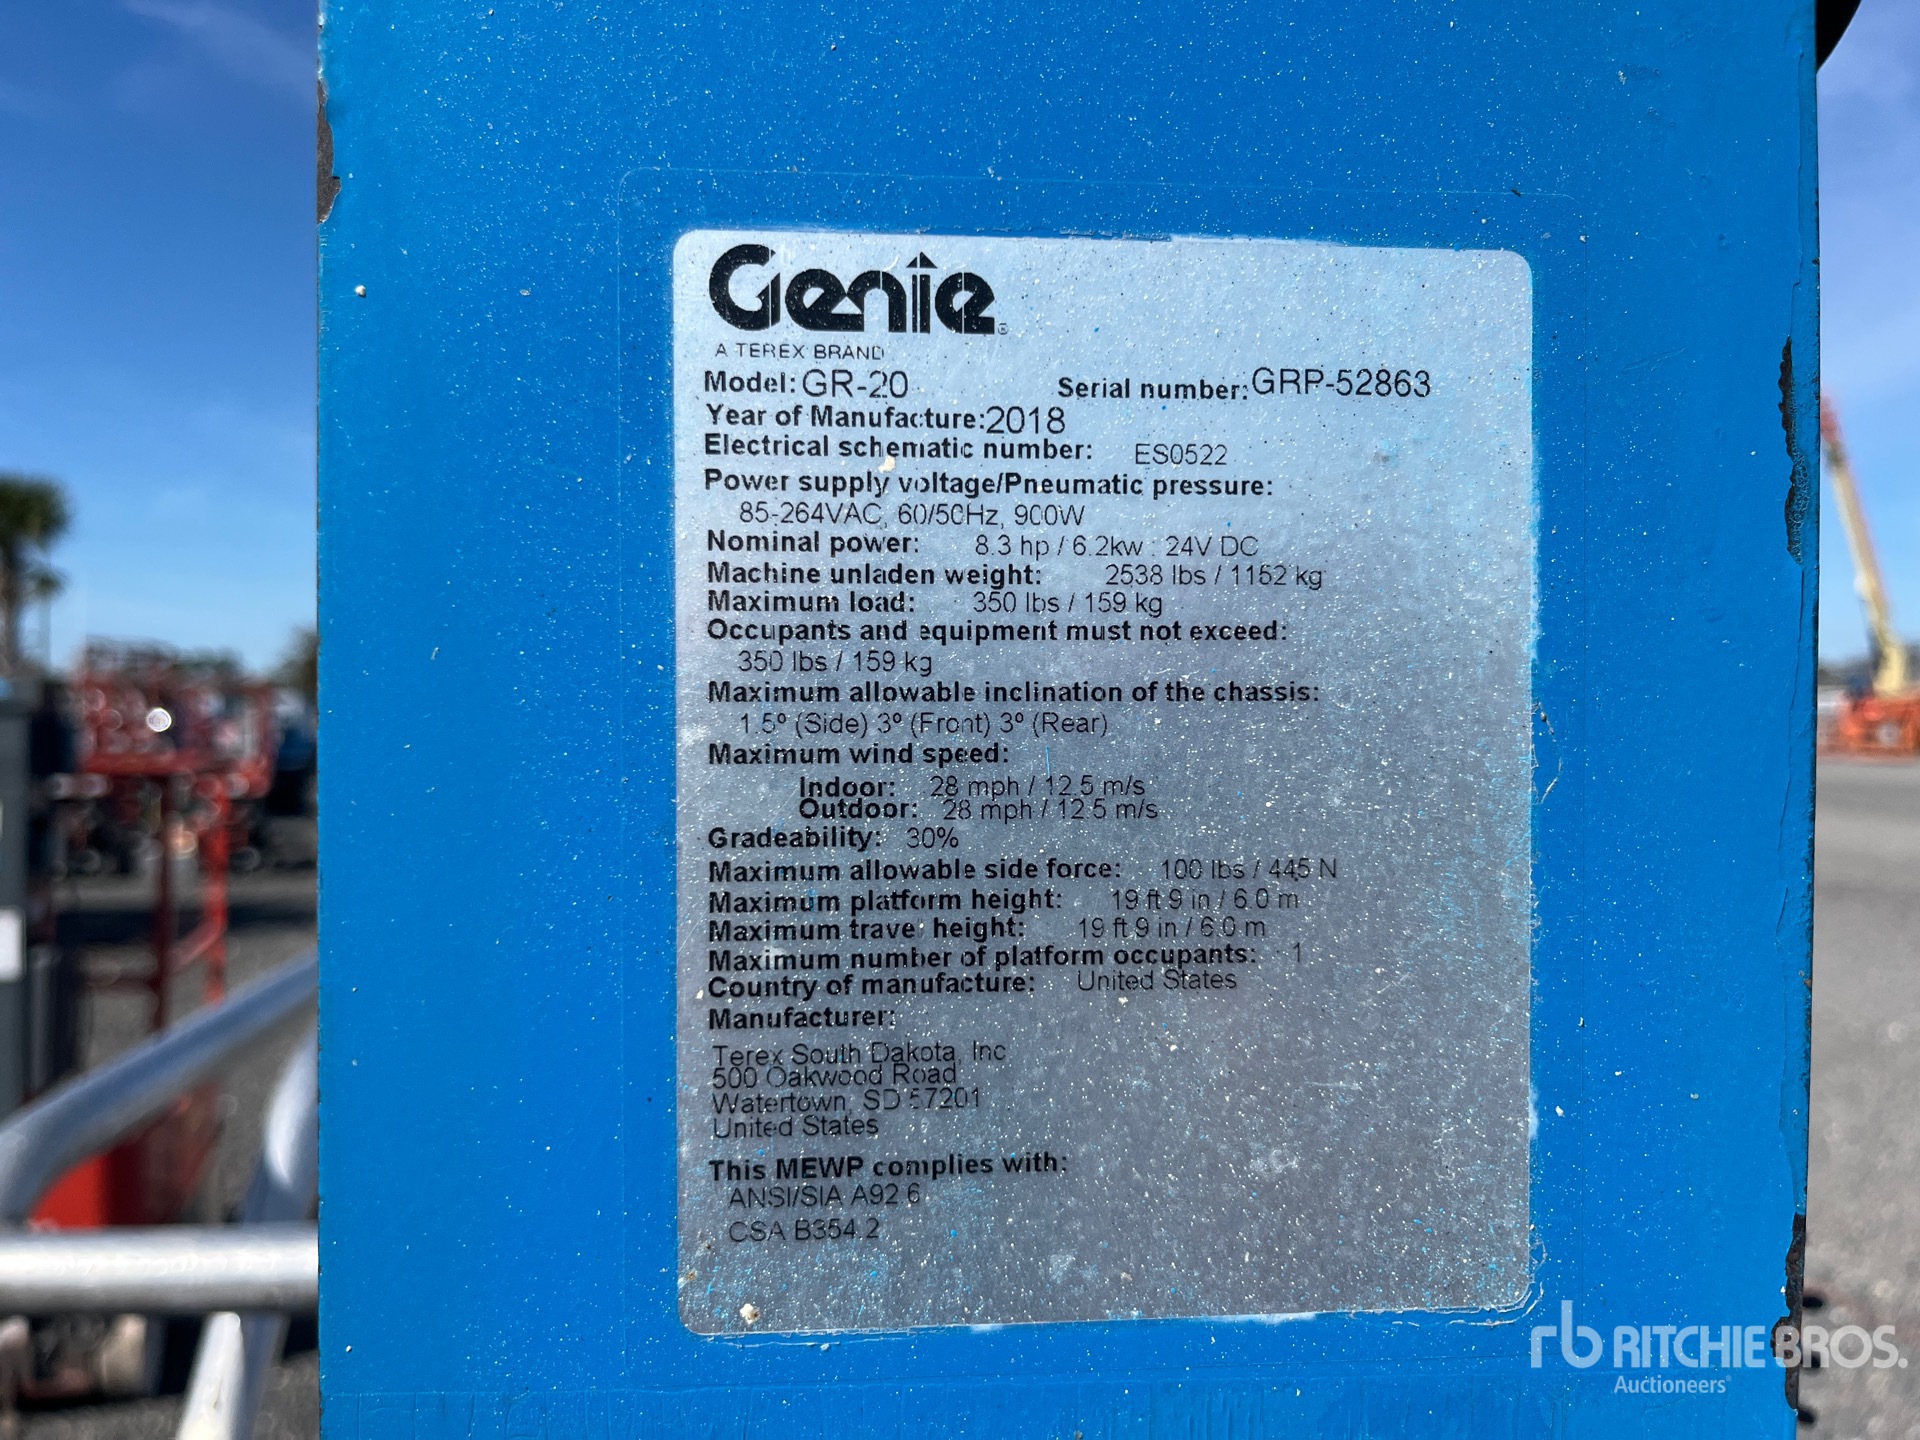 Genie®
A TEREX BRAND
Model: GR-20 Serial number: GRP-52863
Year of Manufacture: 2018
Electrical schematic number: ES0522
Power supply voltage/Pneumatic pressure:
85-264VAC, 60/50Hz, 900W
Nominal power: 8.3 hp / 6.2kw : 24V DC
Machine unladen weight: 2538 lbs / 1152 kg
Maximum load: 350 lbs / 159 kg
Occupants and equipment must not exceed:
350 lbs / 159 kg
Maximum allowable inclination of the chassis:
1.5º (Side) 3º (Front) 3º (Rear)
Maximum wind speed:
Indoor: 28 mph / 12.5 m/s
Outdoor: 28 mph / 12.5 m/s
Gradeability: 30%
Maximum allowable side force: 100 lbs / 445 N
Maximum platform height: 19 ft 9 in / 6.0 m
Maximum travel height: 19 ft 9 in / 6.0 m
Maximum number of platform occupants: 1
Country of manufacture: United States
Manufacturer:
Terex South Dakota, Inc
500 Oakwood Road
Watertown, SD 57201
United States
This MEWP complies with:
ANSI/SIA A92.6
CSA B354.2
rb RITCHIE BROS.
Auctioneers®